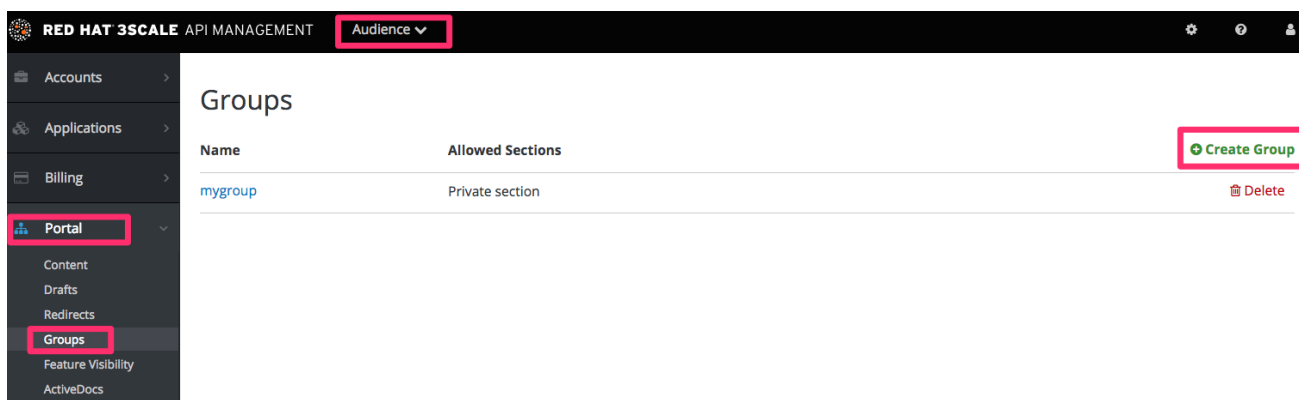 RED HAT 3SCALE API MANAGEMENT Audience
Accounts
Applications
Billing
Portal
Content
Drafts
Redirects
Groups
Feature Visibility
ActiveDocs
Groups
Name Allowed Sections Create Group
mygroup Private section Delete